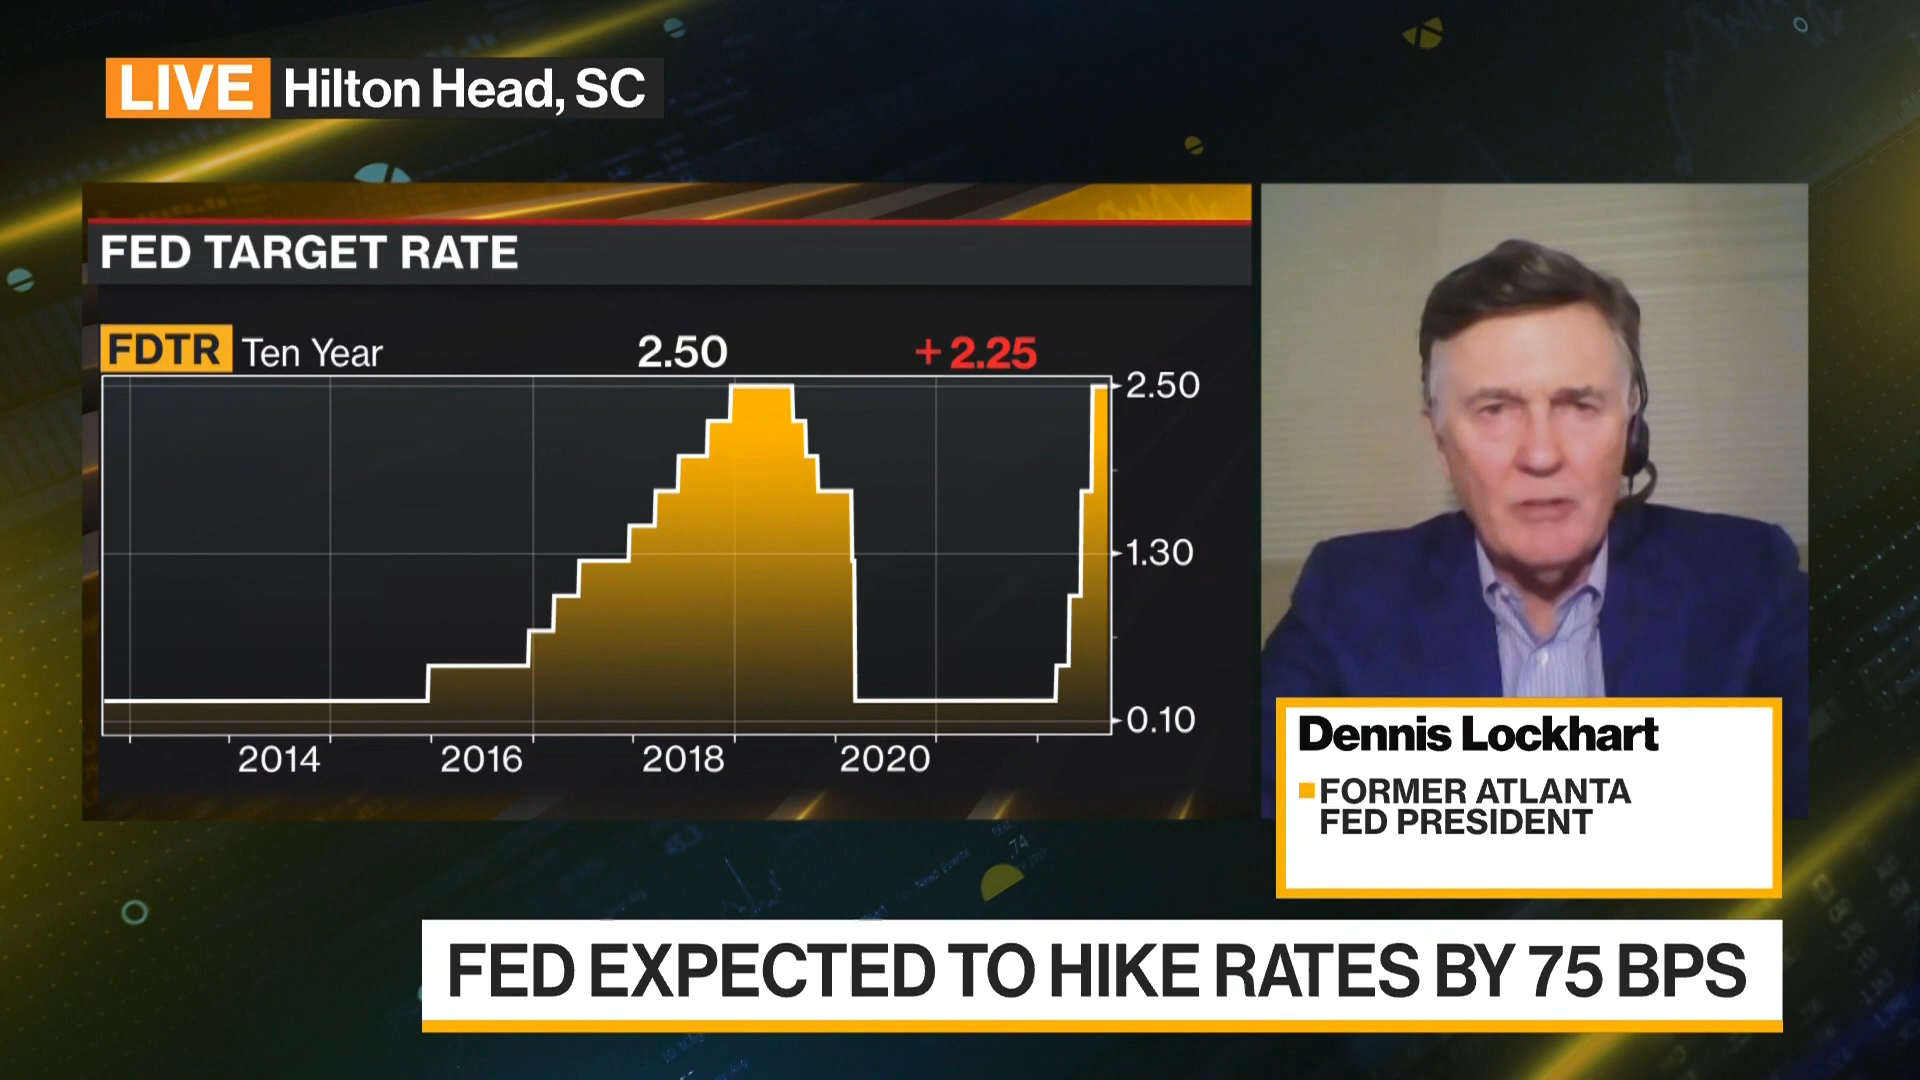 LIVE Hilton Head, SC
FED TARGET RATE
FDTR Ten Year 2.50 +2.25
2.50
1.30
0.10
2014 2016 2018 2020
Dennis Lockhart
FORMER ATLANTA
FED PRESIDENT
FED EXPECTED TO HIKE RATES BY 75 BPS
.74